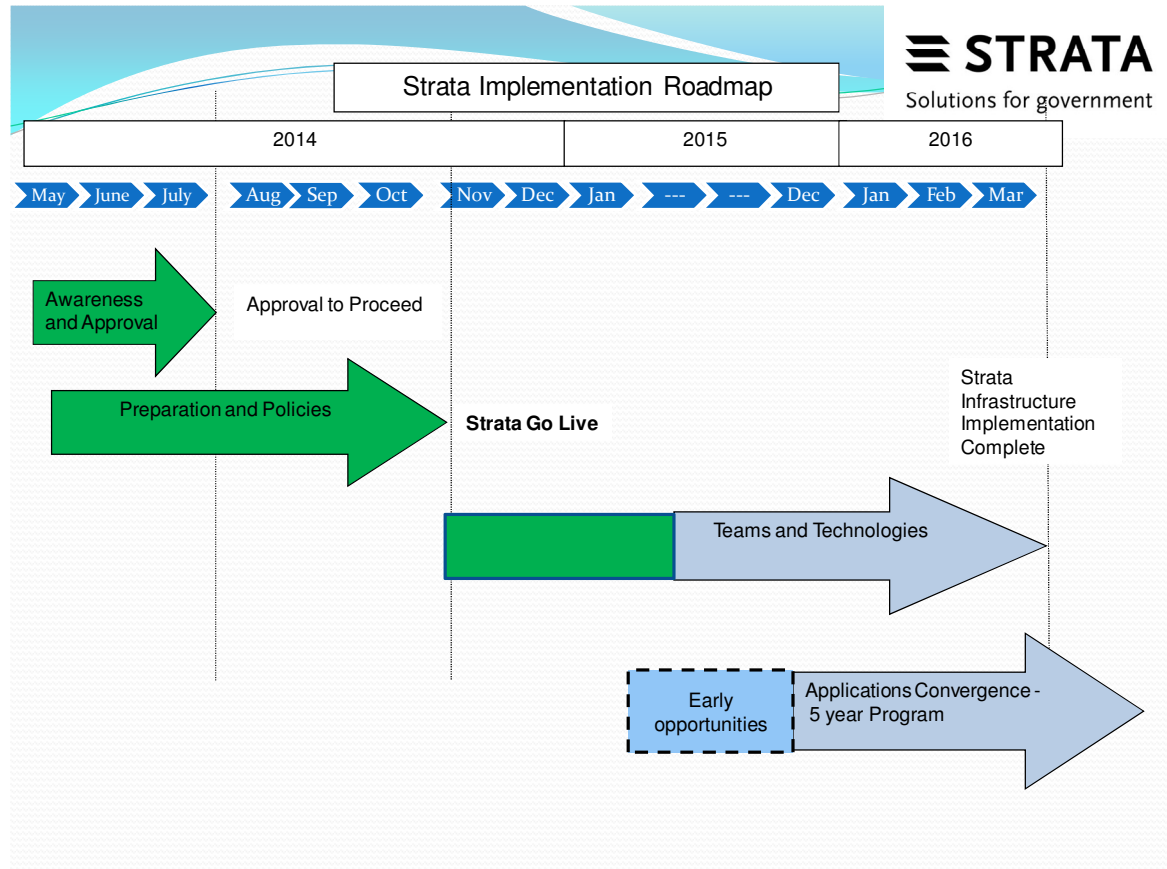 Strata Implementation Roadmap
STRATA
Solutions for government
2014 2015 2016
May June July Aug Sep Oct Nov Dec Jan --- --- Dec Jan Feb Mar
Awareness
and Approval
Approval to Proceed
Preparation and Policies
Strata Go Live
Strata
Infrastructure
Implementation
Complete
Teams and Technologies
Early
opportunities
Applications Convergence -
5 year Program